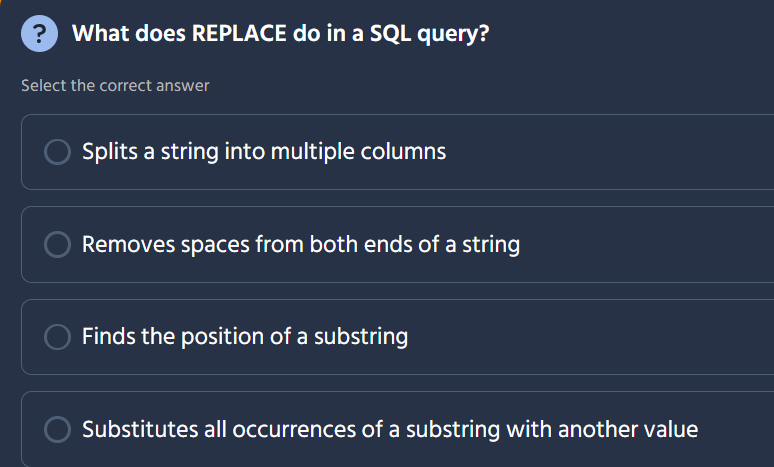 ? What does REPLACE do in a SQL query?
Select the correct answer
Splits a string into multiple columns
Removes spaces from both ends of a string
Finds the position of a substring
Substitutes all occurrences of a substring with another value